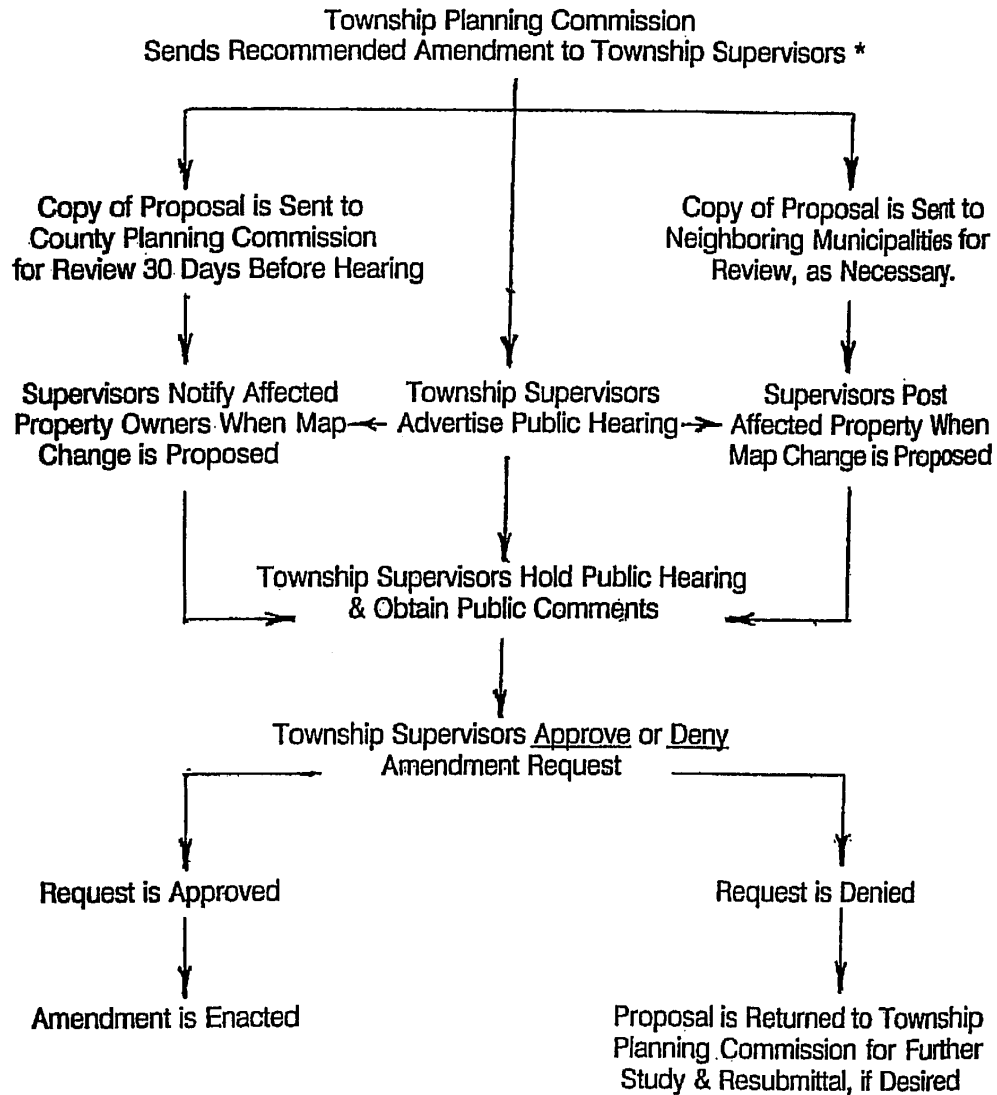 Township Planning Commission
Sends Recommended Amendment to Township Supervisors *
Copy of Proposal is Sent to
County Planning Commission
for Review 30 Days Before Hearing
Copy of Proposal is Sent to
Neighboring Municipalities for
Review, as Necessary.
Supervisors Notify Affected
Property Owners When Map
Change is Proposed
Township Supervisors
Advertise Public Hearing
Supervisors Post
Affected Property When
Map Change is Proposed
Township Supervisors Hold Public Hearing
& Obtain Public Comments
Township Supervisors Approve or Deny
Amendment Request
Request is Approved
Request is Denied
Amendment is Enacted
Proposal is Returned to Township
Planning Commission for Further
Study & Resubmittal, if Desired